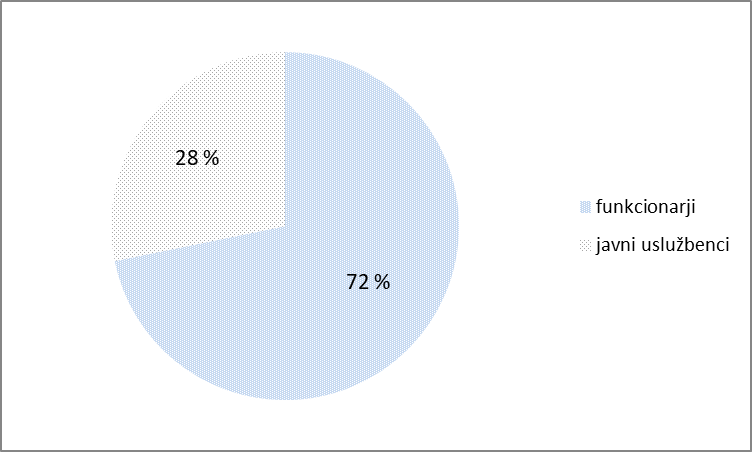 28 %
72 %
funkcionarji
javni uslužbenci